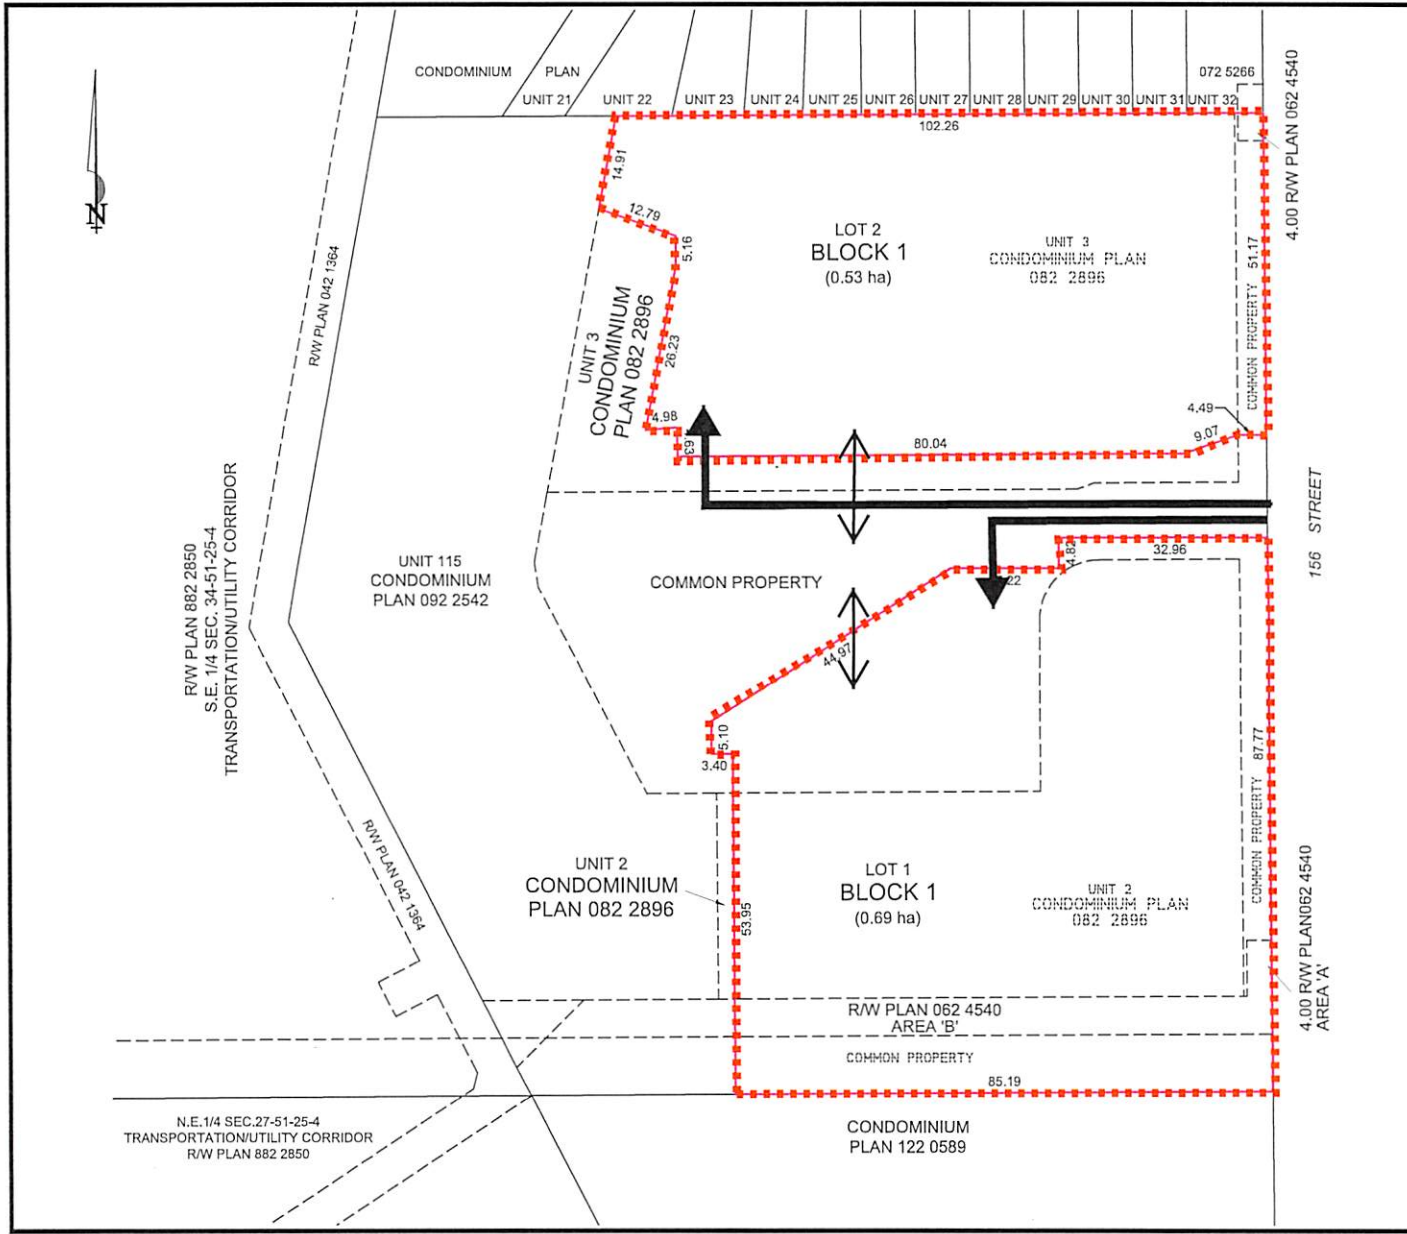 CONDOMINIUM PLAN
072 5266
UNIT 21 UNIT 22 UNIT 23 UNIT 24 UNIT 25 UNIT 26 UNIT 27 UNIT 28 UNIT 29 UNIT 30 UNIT 31 UNIT 32
102.26
4.00 R/W PLAN 062 4540
N
14.91
12.79
5.16
26.23
4.98
R/W PLAN 042 1364
LOT 2
BLOCK 1
(0.53 ha)
UNIT 3
CONDOMINIUM PLAN
082 2896
COMMON PROPERTY
51.17
UNIT 3
CONDOMINIUM
PLAN 082 2896
4.49
9.07
80.04
156 STREET
R/W PLAN 882 2850
S.E. 1/4 SEC. 34-51-25-4
TRANSPORTATION/UTILITY CORRIDOR
UNIT 115
CONDOMINIUM
PLAN 092 2542
COMMON PROPERTY
4.82
32.96
44.97
5.10
3.40
87.77
COMMON PROPERTY
R/W PLAN 042 1364
UNIT 2
CONDOMINIUM
PLAN 082 2896
53.95
LOT 1
BLOCK 1
(0.69 ha)
UNIT 2
CONDOMINIUM PLAN
082 2896
4.00 R/W PLAN062 4540
AREA 'A'
R/W PLAN 062 4540
AREA 'B'
COMMON PROPERTY
85.19
N.E.1/4 SEC.27-51-25-4
TRANSPORTATION/UTILITY CORRIDOR
R/W PLAN 882 2850
CONDOMINIUM
PLAN 122 0589